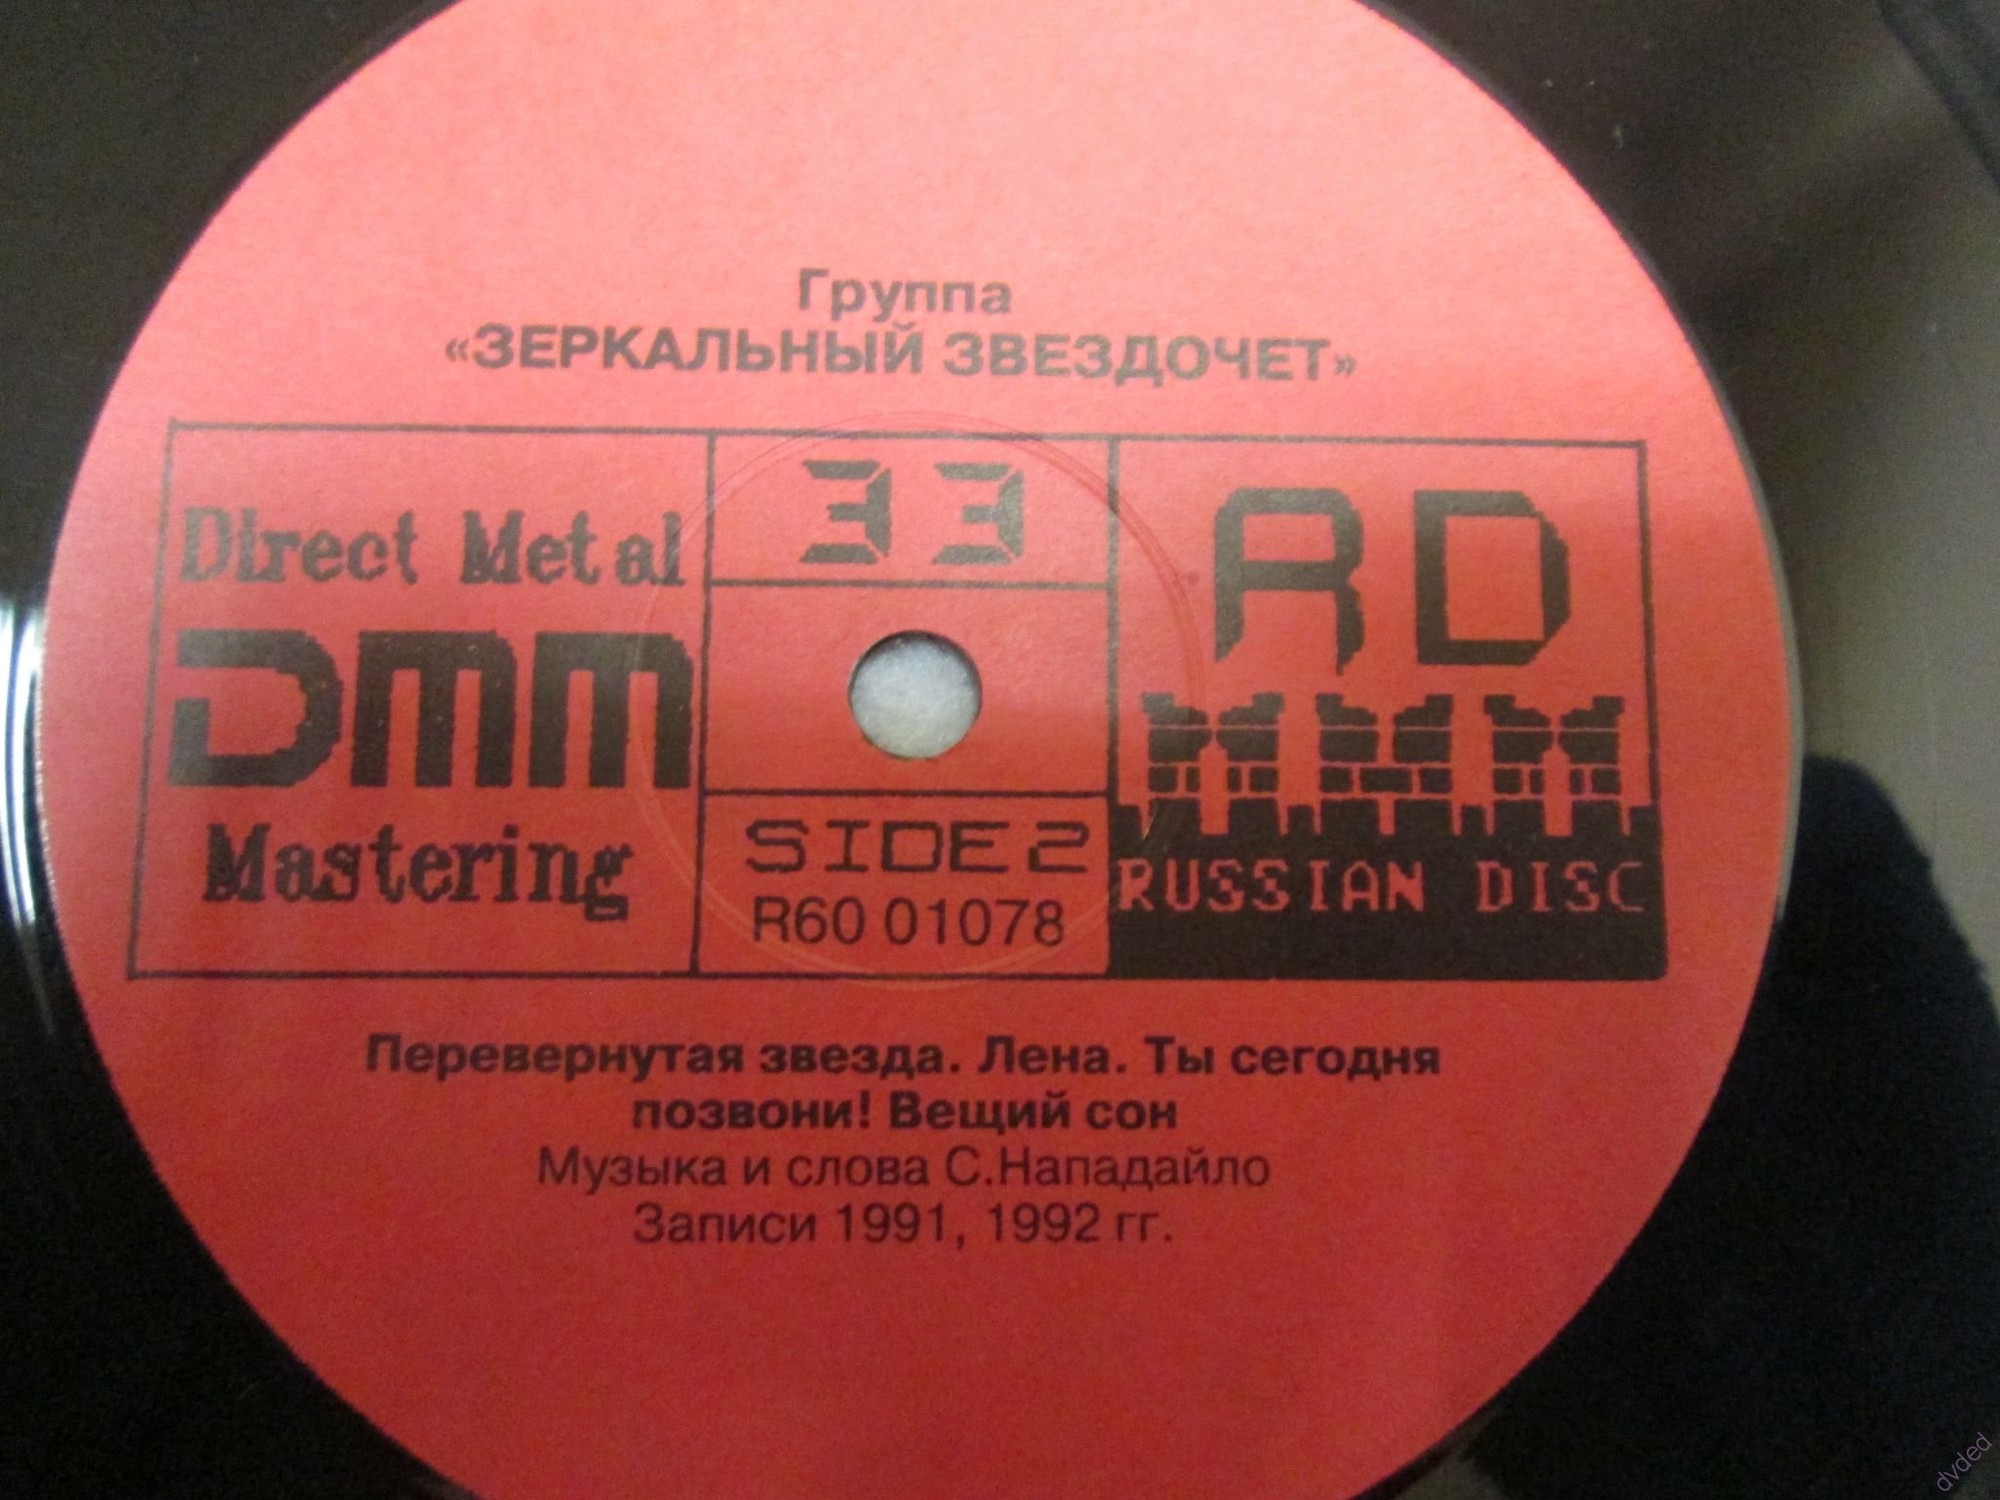 Группа
«ЗЕРКАЛЬНЫЙ ЗВЕЗДОЧЕТ»
Direct Metal
DMM
Mastering
33
SIDE 2
R60 01078
RD
RUSSIAN DISC
Перевернутая звезда. Лена. Ты сегодня
позвони! Вещий сон
Музыка и слова С.Нападайло
Записи 1991, 1992 гг.
dvded